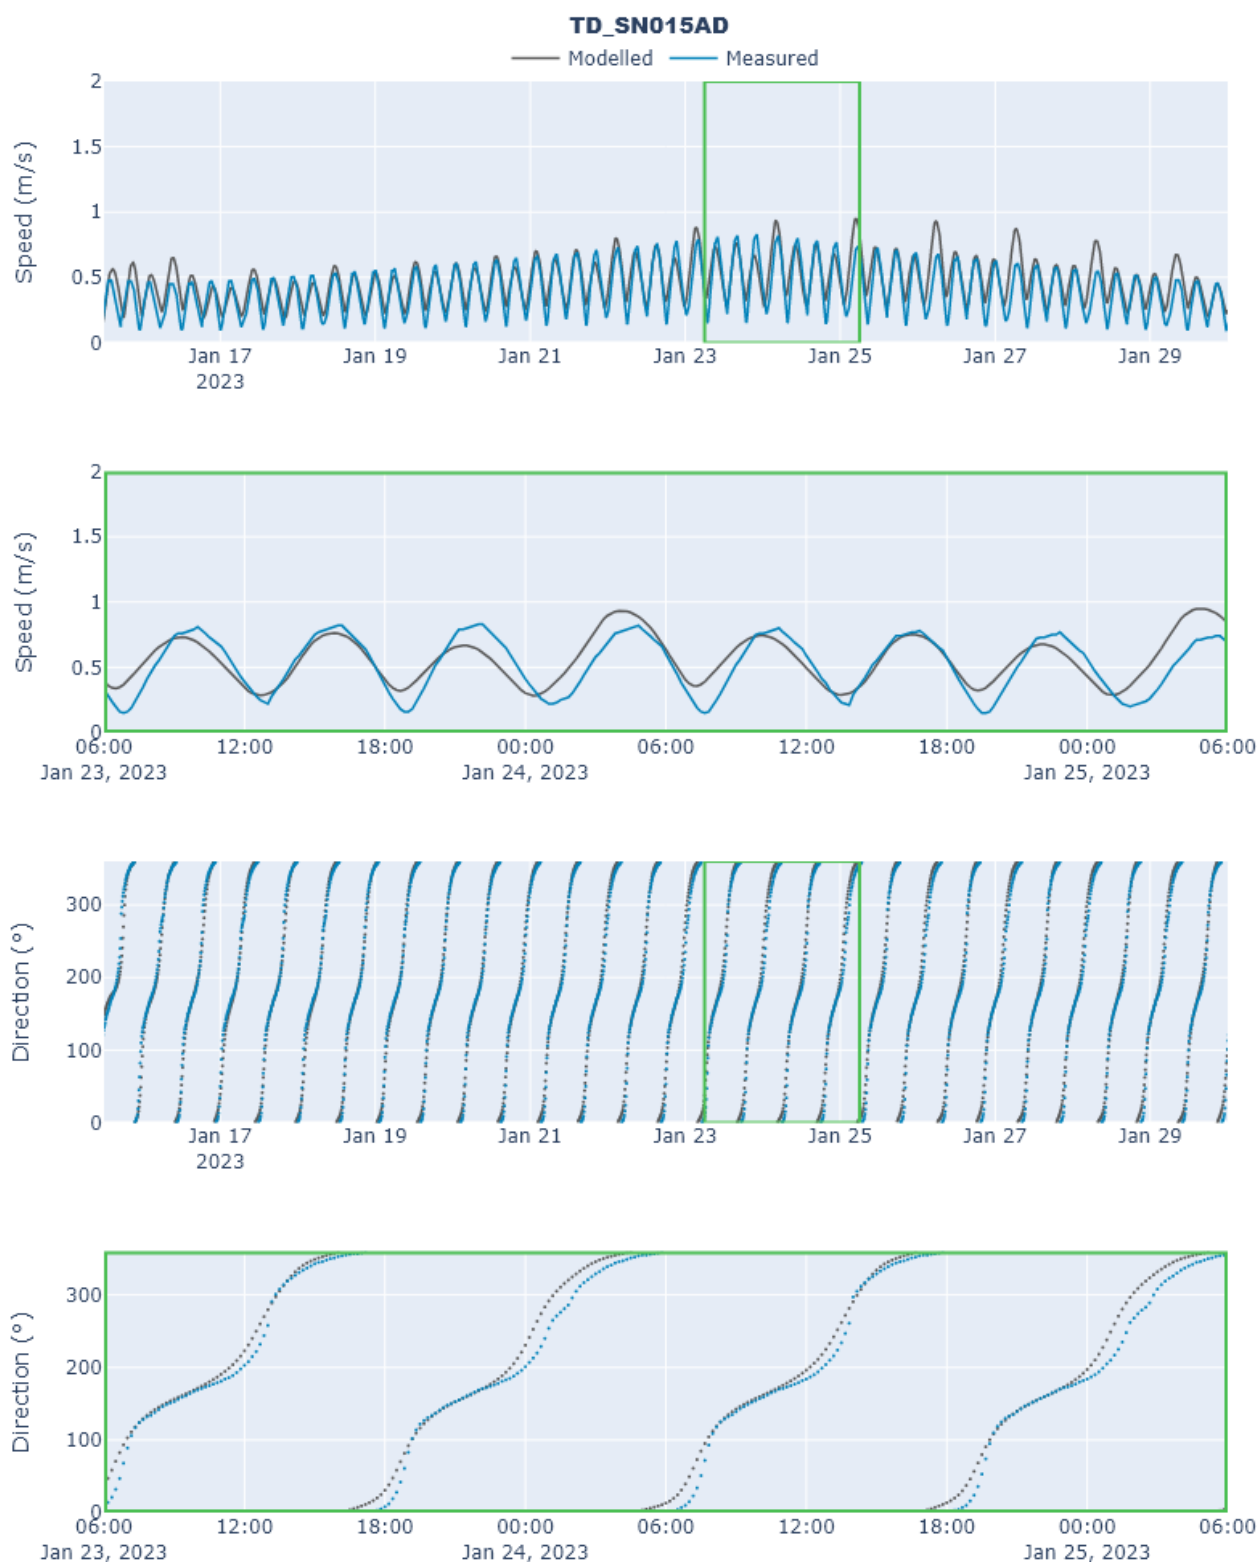 TD_SN015AD
Modelled Measured
Speed (m/s)
2
1.5
1
0.5
0
Jan 17 Jan 19 Jan 21 Jan 23 Jan 25 Jan 27 Jan 29
2023
Speed (m/s)
2
1.5
1
0.5
0
06:00 12:00 18:00 00:00 06:00 12:00 18:00 00:00 06:00
Jan 23, 2023 Jan 24, 2023 Jan 25, 2023
Direction (°)
300
200
100
0
Jan 17 Jan 19 Jan 21 Jan 23 Jan 25 Jan 27 Jan 29
2023
Direction (°)
300
200
100
0
06:00 12:00 18:00 00:00 06:00 12:00 18:00 00:00 06:00
Jan 23, 2023 Jan 24, 2023 Jan 25, 2023